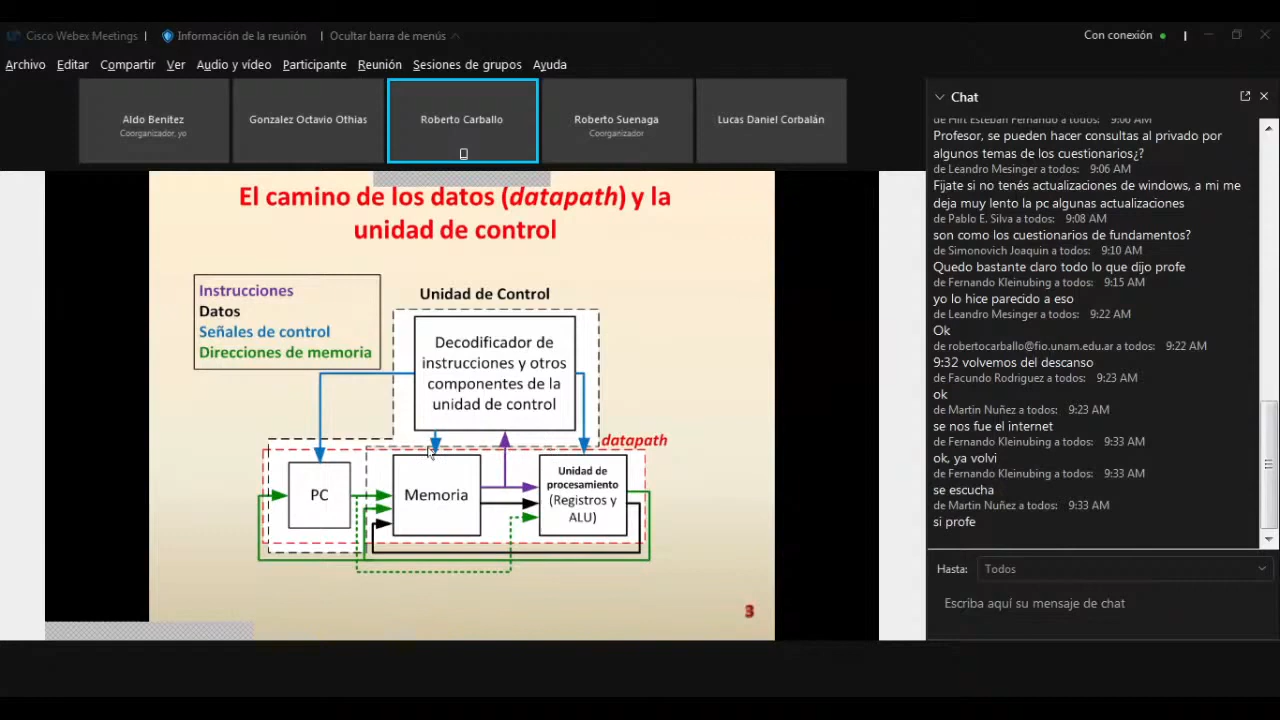 Cisco Webex Meetings | Información de la reunión | Ocultar barra de menús
Con conexión
Archivo Editar Compartir Ver Audio y vídeo Participante Reunión Sesiones de grupos Ayuda
Aldo Benítez
Coorganizador, yo
Gonzalez Octavio Othias
Roberto Carballo
Roberto Suenaga
Coorganizador
Lucas Daniel Corbalán
El camino de los datos (datapath) y la
unidad de control
Instrucciones
Datos
Señales de control
Direcciones de memoria
Unidad de Control
Decodificador de
instrucciones y otros
componentes de la
unidad de control
datapath
PC
Memoria
Unidad de
procesamiento
(Registros y
ALU)
3
Chat
de Hirt Esteban Fernando a todos: 9:06 AM
Profesor, se pueden hacer consultas al privado por
algunos temas de los cuestionarios¿?
de Leandro Mesinger a todos: 9:06 AM
Fijate si no tenés actualizaciones de windows, a mi me
deja muy lento la pc algunas actualizaciones
de Pablo E. Silva a todos: 9:08 AM
son como los cuestionarios de fundamentos?
de Simonovich Joaquin a todos: 9:10 AM
Quedo bastante claro todo lo que dijo profe
de Fernando Kleinubing a todos: 9:15 AM
yo lo hice parecido a eso
de Leandro Mesinger a todos: 9:22 AM
Ok
de robertocarballo@fio.unam.edu.ar a todos: 9:22 AM
9:32 volvemos del descanso
de Facundo Rodriguez a todos: 9:23 AM
ok
de Martin Nuñez a todos: 9:23 AM
se nos fue el internet
de Fernando Kleinubing a todos: 9:33 AM
ok, ya volvi
de Fernando Kleinubing a todos: 9:33 AM
se escucha
de Martin Nuñez a todos: 9:33 AM
si profe
Hasta: Todos
Escriba aquí su mensaje de chat